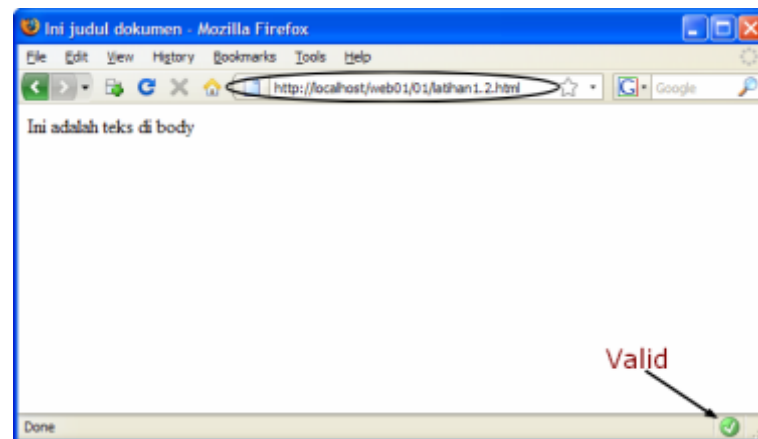 Ini judul dokumen - Mozilla Firefox
File Edit View History Bookmarks Tools Help
http://localhost/web01/01/latihan1.2.html
G Google
Ini adalah teks di body
Valid
Done